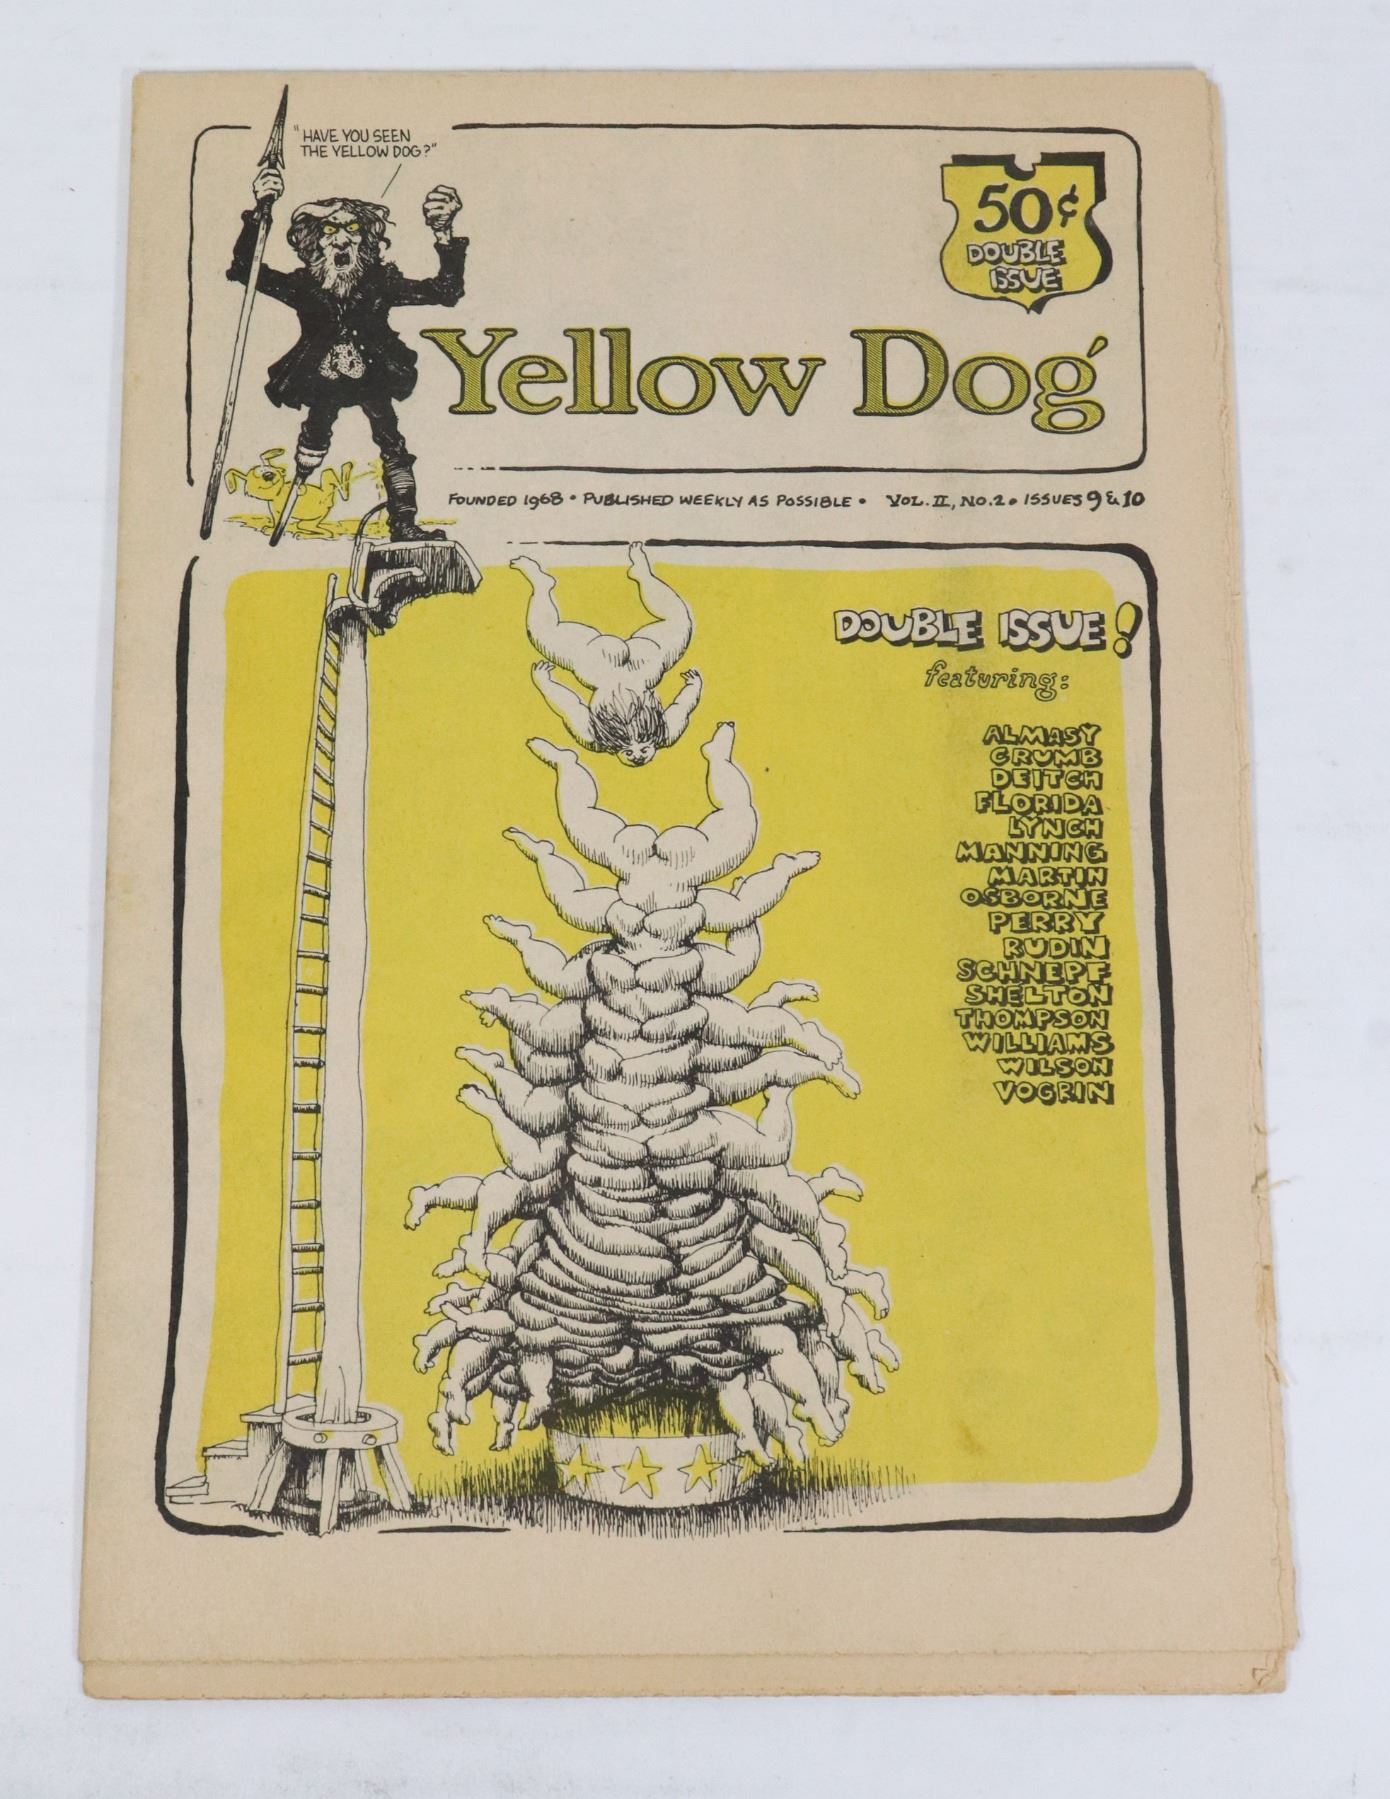 "HAVE YOU SEEN
THE YELLOW DOG?"
50¢
DOUBLE
ISSUE
Yellow Dog
FOUNDED 1968 • PUBLISHED WEEKLY AS POSSIBLE • VOL. II, NO. 2 • ISSUES 9 & 10
DOUBLE ISSUE!
featuring:
ALMASY
CRUMB
DEITCH
FLORIDA
LYNCH
MANNING
MARTIN
OSBORNE
PERRY
RUDIN
SCHNEPF
SHELTON
THOMPSON
WILLIAMS
WILSON
VOGRIN